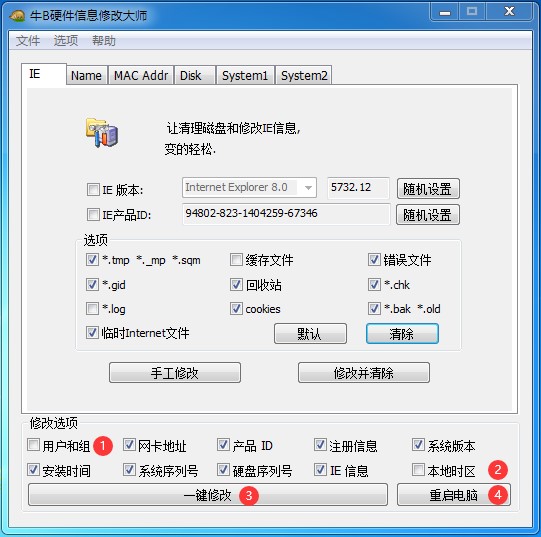 牛B硬件信息修改大师
文件 选项 帮助
IE Name MAC Addr Disk System1 System2
让清理磁盘和修改IE信息,
变的轻松.
IE 版本: Internet Explorer 8.0 5732.12 随机设置
IE产品ID: 94802-823-1404259-67346 随机设置
选项
*.tmp *._mp *.sqm 缓存文件 错误文件
*.gid 回收站 *.chk
*.log cookies *.bak *.old
临时Internet文件 默认 清除
手工修改 修改并清除
修改选项
用户和组 1 网卡地址 产品 ID 注册信息 系统版本
安装时间 系统序列号 硬盘序列号 IE 信息 本地时区 2
一键修改 3 重启电脑 4